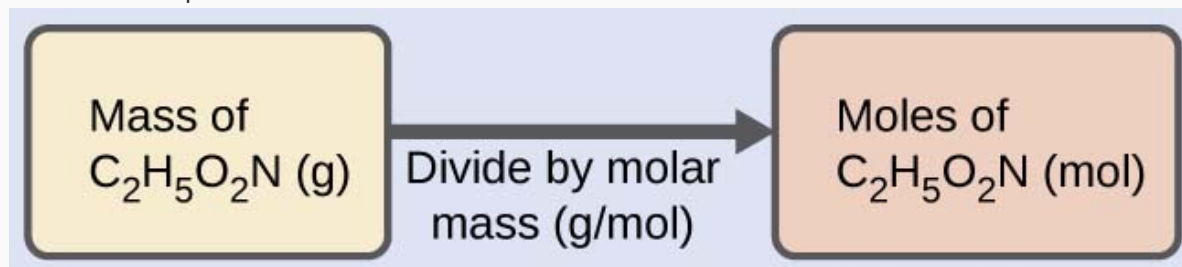 Mass of
C₂H₅O₂N (g)
Divide by molar
mass (g/mol)
Moles of
C₂H₅O₂N (mol)